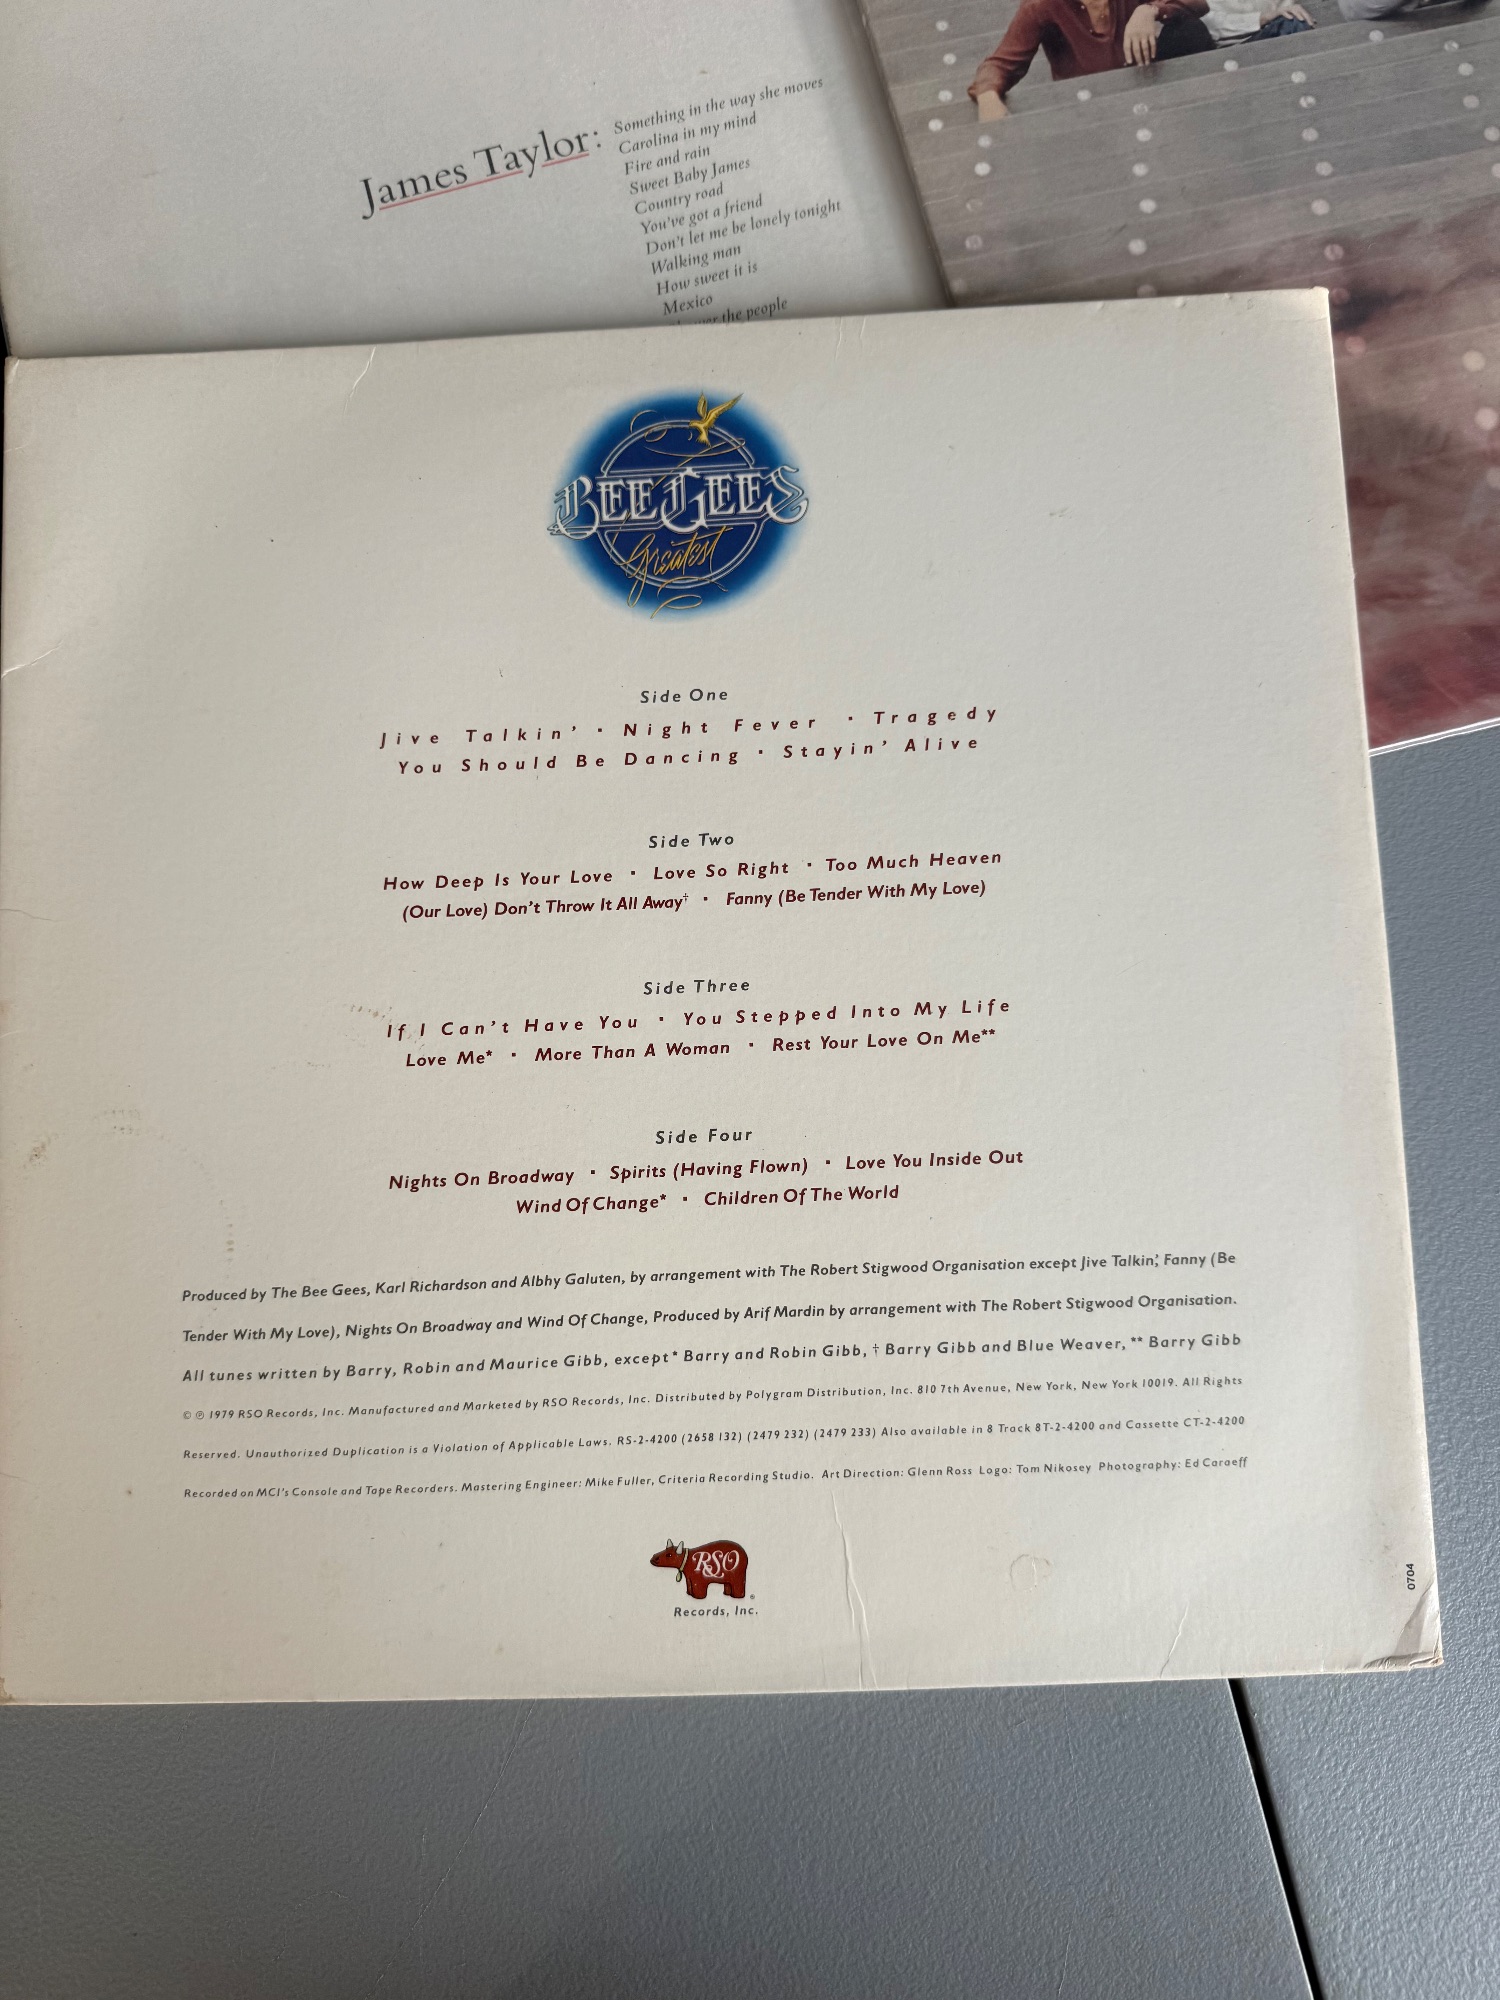 James Taylor:
Something in the way she moves
Carolina in my mind
Fire and rain
Sweet Baby James
Country road
You've got a friend
Don't let me be lonely tonight
Walking man
How sweet it is
Mexico
the people
BEE GEES
Greatest
Side One
Jive Talkin' · Night Fever · Tragedy
You Should Be Dancing · Stayin' Alive
Side Two
How Deep Is Your Love · Love So Right · Too Much Heaven
(Our Love) Don't Throw It All Away† · Fanny (Be Tender With My Love)
Side Three
If I Can't Have You · You Stepped Into My Life
Love Me* · More Than A Woman · Rest Your Love On Me**
Side Four
Nights On Broadway · Spirits (Having Flown) · Love You Inside Out
Wind Of Change* · Children Of The World
Produced by The Bee Gees, Karl Richardson and Albhy Galuten, by arrangement with The Robert Stigwood Organisation except Jive Talkin', Fanny (Be
Tender With My Love), Nights On Broadway and Wind Of Change, Produced by Arif Mardin by arrangement with The Robert Stigwood Organisation.
All tunes written by Barry, Robin and Maurice Gibb, except * Barry and Robin Gibb, † Barry Gibb and Blue Weaver, ** Barry Gibb
© ℗ 1979 RSO Records, Inc. Manufactured and Marketed by RSO Records, Inc. Distributed by Polygram Distribution, Inc. 810 7th Avenue, New York, New York 10019. All Rights
Reserved. Unauthorized Duplication is a Violation of Applicable Laws. RS-2-4200 (2658 132) (2479 232) (2479 233) Also available in 8 Track 8T-2-4200 and Cassette CT-2-4200
Recorded on MCI's Console and Tape Recorders. Mastering Engineer: Mike Fuller, Criteria Recording Studio. Art Direction: Glenn Ross Logo: Tom Nikosey Photography: Ed Caraeff
RSO
®
Records, Inc.
0704